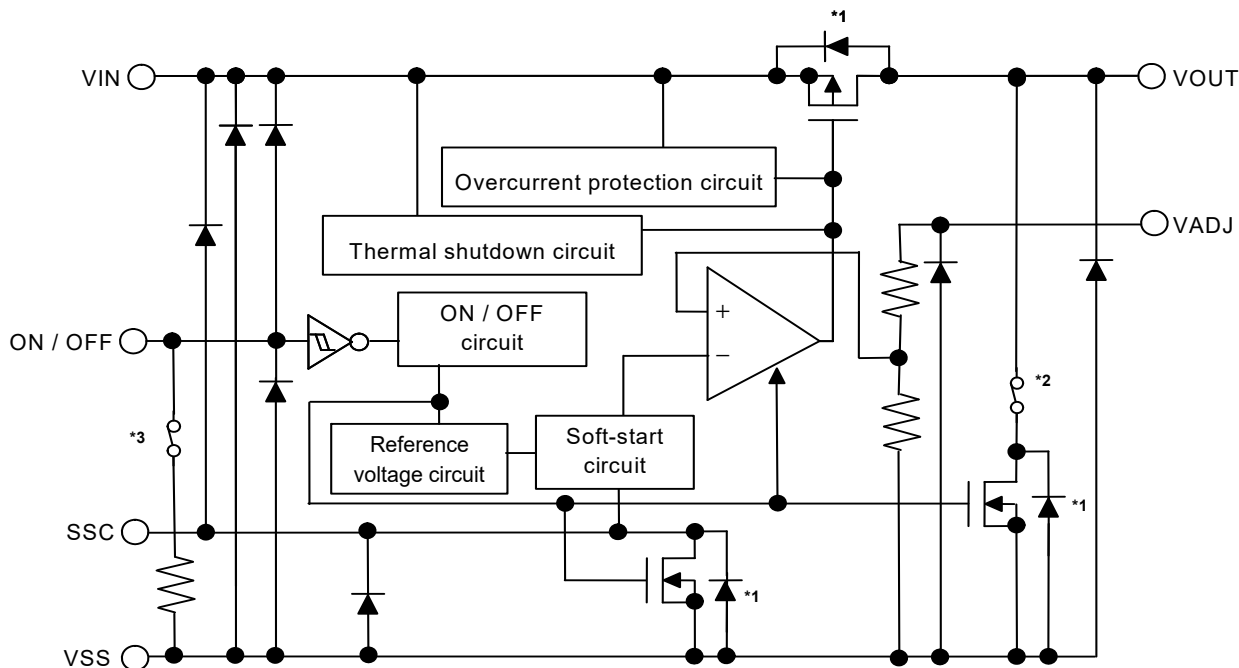 *1
VIN
VOUT
Overcurrent protection circuit
Thermal shutdown circuit
VADJ
ON / OFF
ON / OFF
circuit
+
−
*2
*3
Reference
voltage circuit
Soft-start
circuit
SSC
*1
*1
VSS